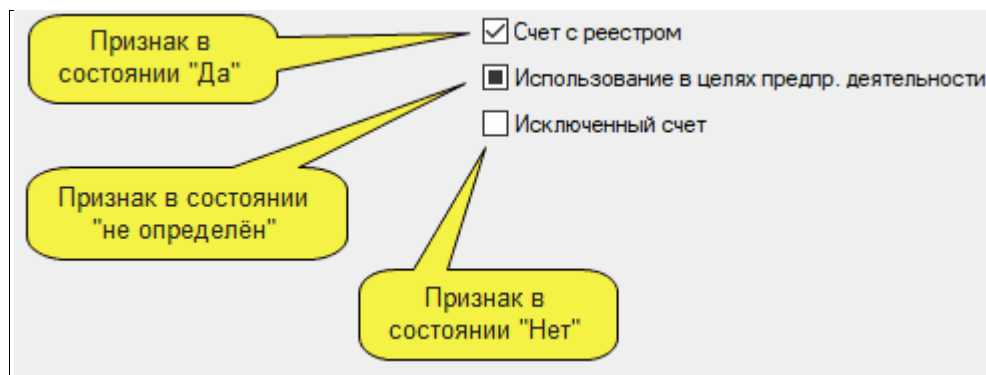 Признак в
состоянии "Да"
Счет с реестром
Использование в целях предпр. деятельности
Исключенный счет
Признак в состоянии
"не определён"
Признак в
состоянии "Нет"